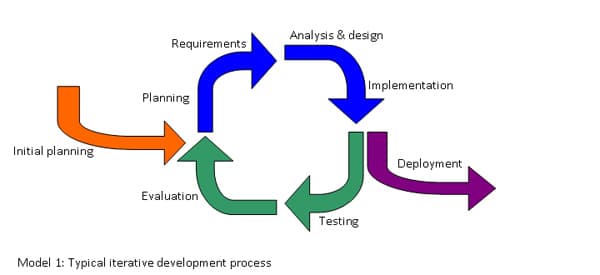 Analysis & design
Requirements
Implementation
Planning
Initial planning
Deployment
Evaluation
Testing
Model 1: Typical iterative development process